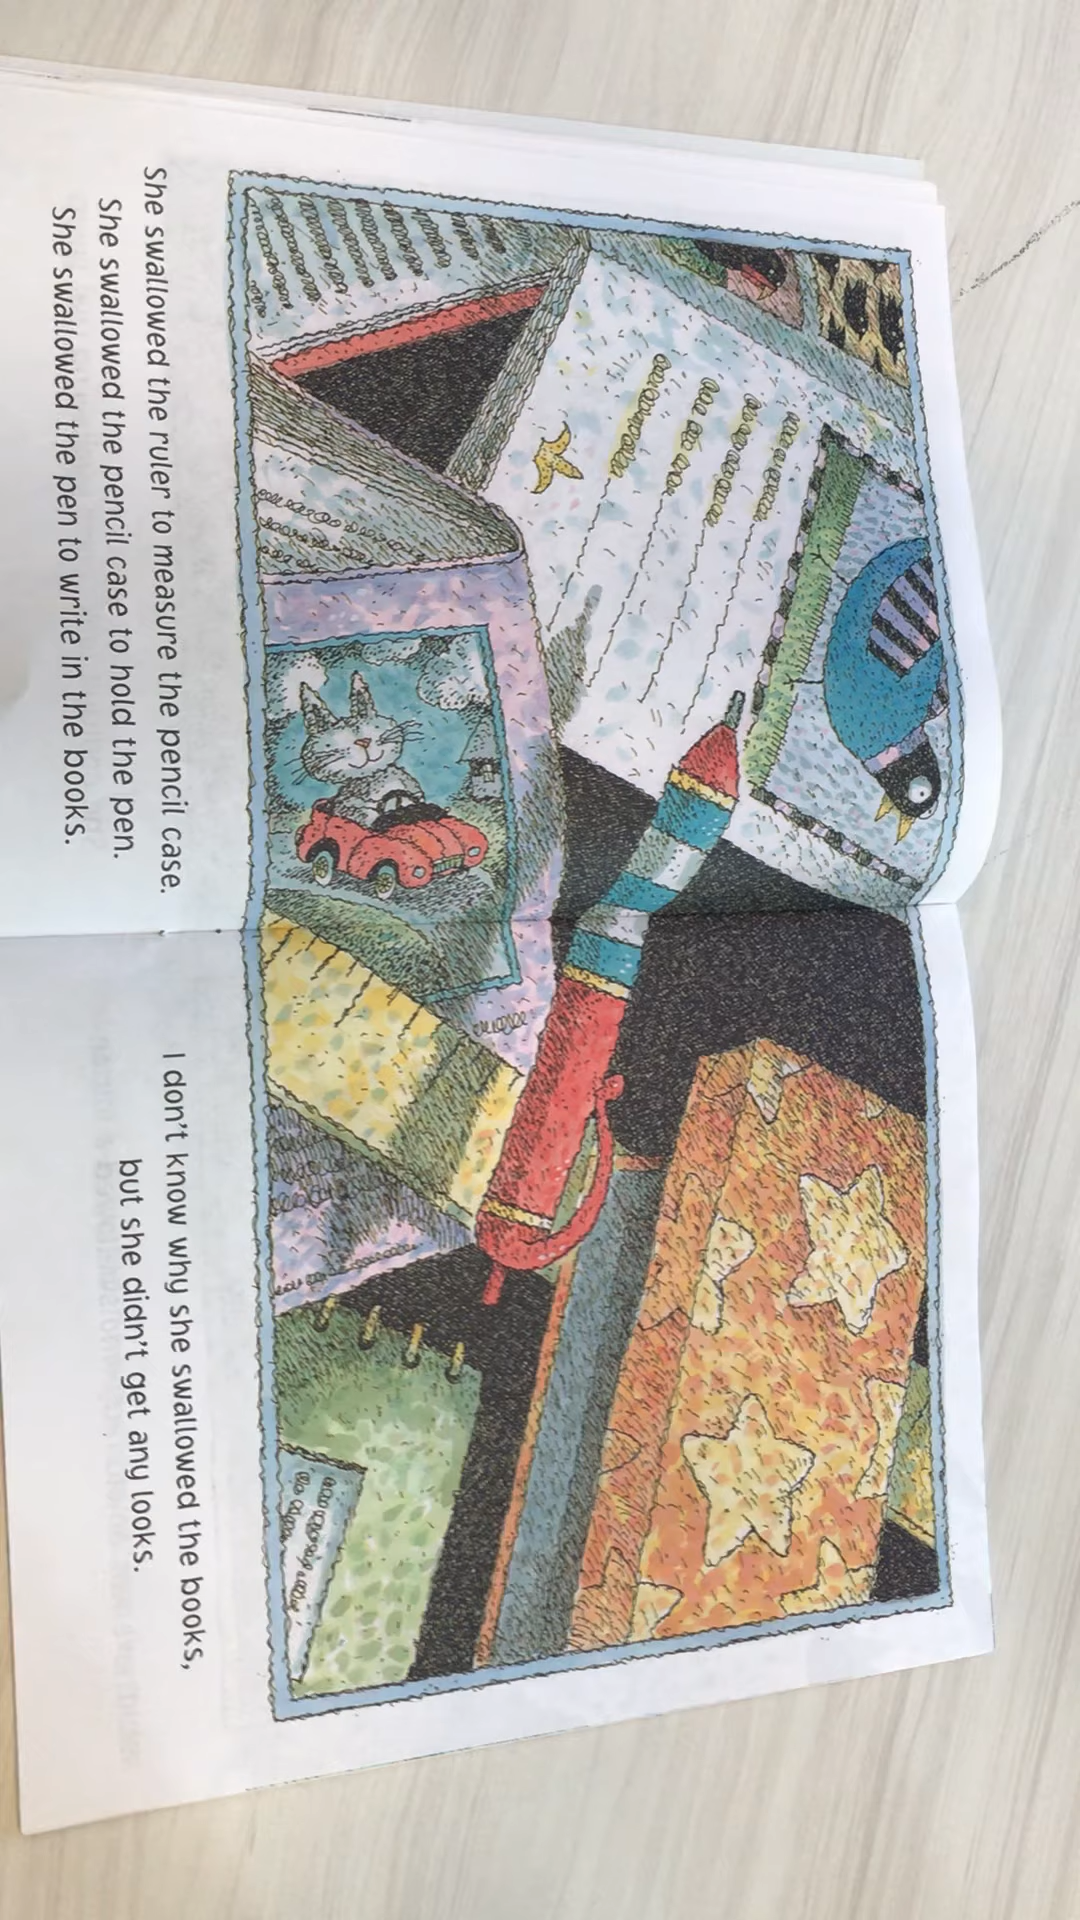 She swallowed the ruler to measure the pencil case.
She swallowed the pencil case to hold the pen.
She swallowed the pen to write in the books.
I don't know why she swallowed the books,
but she didn't get any looks.